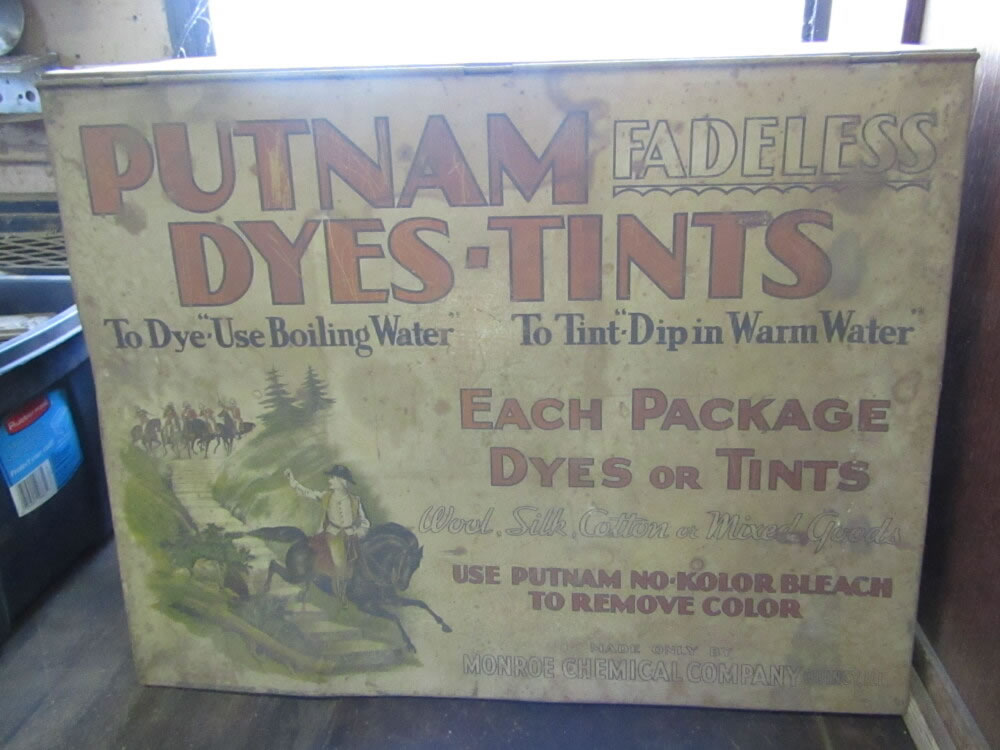 PUTNAM FADELESS
DYES·TINTS
To Dye "Use Boiling Water" To Tint "Dip in Warm Water"
EACH PACKAGE
DYES OR TINTS
Wool, Silk, Cotton or Mixed Goods
USE PUTNAM NO-KOLOR BLEACH
TO REMOVE COLOR
MADE ONLY BY
MONROE CHEMICAL COMPANY
Rubbermaid